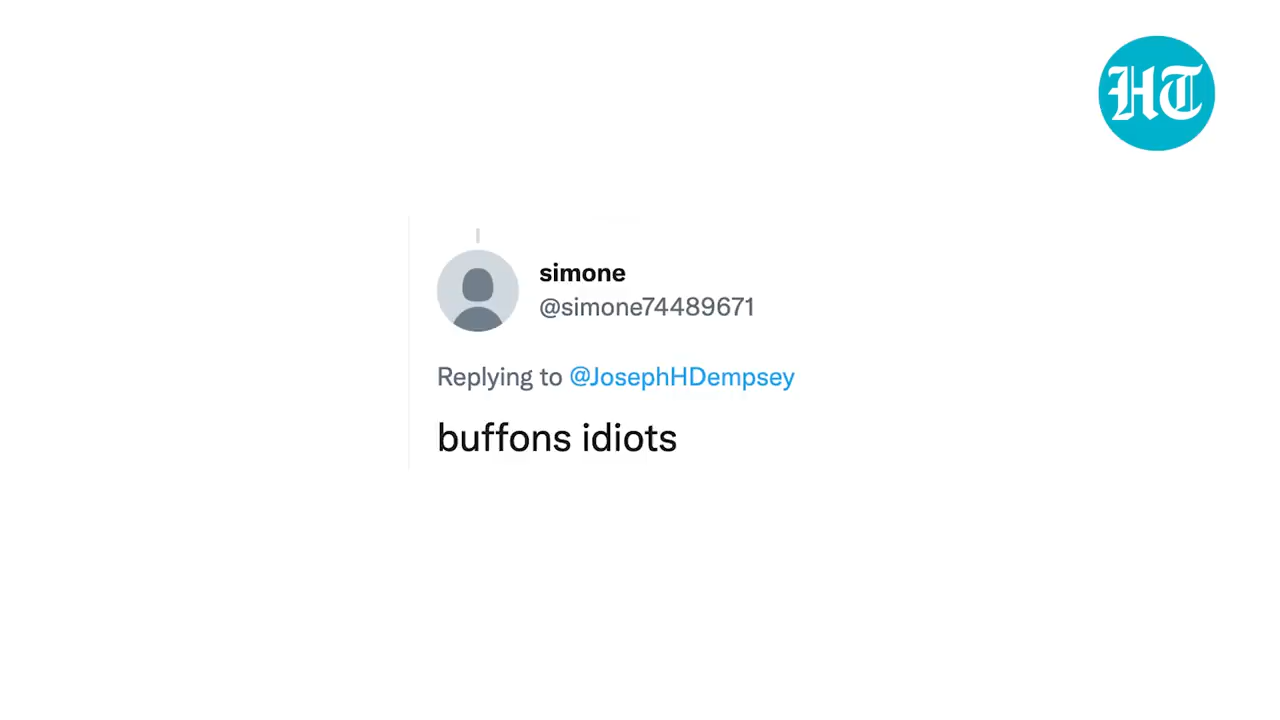 HT
simone
@simone74489671
Replying to @JosephHDempsey
buffons idiots